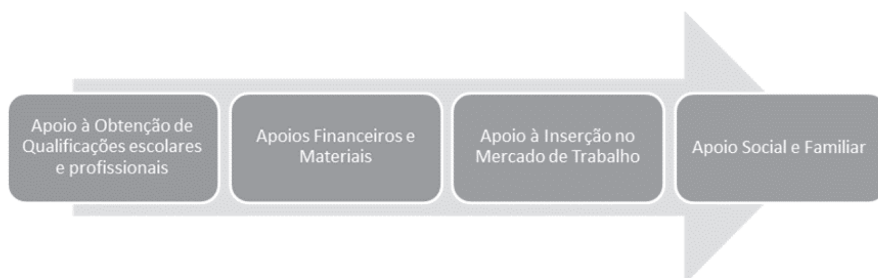 Apoio à Obtenção de
Qualificações escolares
e profissionais
Apoios Financeiros e
Materiais
Apoio à Inserção no
Mercado de Trabalho
Apoio Social e Familiar